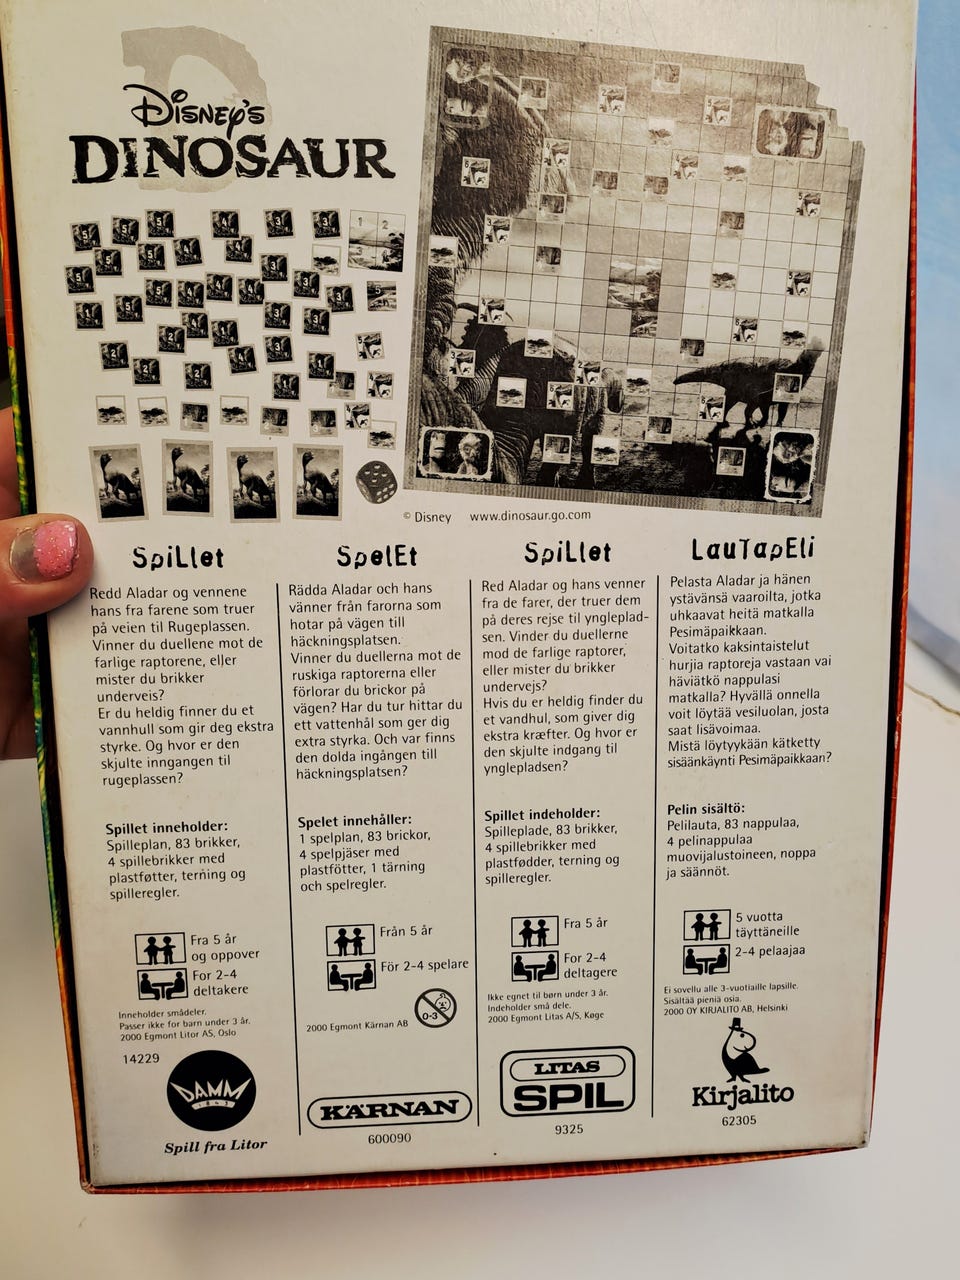 DISNEY'S
DINOSAUR
© Disney www.dinosaur.go.com
SpiLLet
Redd Aladar og vennene
hans fra farene som truer
på veien til Rugeplassen.
Vinner du duellene mot de
farlige raptorene, eller
mister du brikker
underveis?
Er du heldig finner du et
vannhull som gir deg ekstra
styrke. Og hvor er den
skjulte inngangen til
rugeplassen?
Spillet inneholder:
Spilleplan, 83 brikker,
4 spillebrikker med
plastføtter, terning og
spilleregler.
Fra 5 år
og oppover
For 2-4
deltakere
Inneholder smådeler.
Passer ikke for barn under 3 år.
2000 Egmont Litor AS, Oslo
14229
DAMM
1843
Spill fra Litor
SpelEt
Rädda Aladar och hans
vänner från farorna som
hotar på vägen till
häckningsplatsen.
Vinner du duellerna mot de
ruskiga raptorerna eller
förlorar du brickor på
vägen? Har du tur hittar du
ett vattenhål som ger dig
extra styrka. Och var finns
den dolda ingången till
häckningsplatsen?
Spelet innehåller:
1 spelplan, 83 brickor,
4 spelpjäser med
plastfötter, 1 tärning
och spelregler.
Från 5 år
För 2-4 spelare
0-3
2000 Egmont Kärnan AB
KÄRNAN
600090
SpiLLet
Red Aladar og hans venner
fra de farer, der truer dem
på deres rejse til ynglepladsen.
Vinder du duellerne
mod de farlige raptorer,
eller mister du brikker
undervejs?
Hvis du er heldig finder du
et vandhul, som giver dig
ekstra kræfter. Og hvor er
den skjulte indgang til
ynglepladsen?
Spillet indeholder:
Spilleplade, 83 brikker,
4 spillebrikker med
plastfødder, terning og
spilleregler.
Fra 5 år
For 2-4
deltagere
Ikke egnet til børn under 3 år.
Indeholder små dele.
2000 Egmont Litas A/S, Køge
LITAS
SPIL
9325
LauTapELi
Pelasta Aladar ja hänen
ystävänsä vaaroilta, jotka
uhkaavat heitä matkalla
Pesimäpaikkaan.
Voitatko kaksintaistelut
hurjia raptoreja vastaan vai
häviätkö nappulasi
matkalla? Hyvällä onnella
voit löytää vesiluolan, josta
saat lisävoimaa.
Mistä löytyykään kätketty
sisäänkäynti Pesimäpaikkaan?
Pelin sisältö:
Pelilauta, 83 nappulaa,
4 pelinappulaa
muovijalustoineen, noppa
ja säännöt.
5 vuotta
täyttäneille
2-4 pelaajaa
Ei sovellu alle 3-vuotiaille lapsille.
Sisältää pieniä osia.
2000 OY KIRJALITO AB, Helsinki
Kirjalito
62305